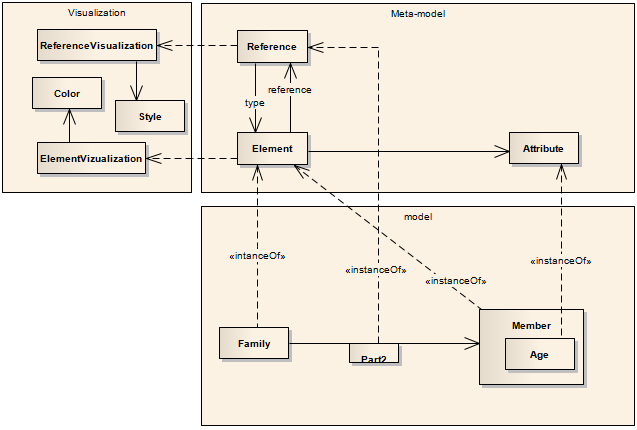 Visualization
Meta-model
ReferenceVisualization
Reference
Color
reference
type
Style
ElementVizualization
Element
Attribute
model
«intanceOf»
«instanceOf»
«instanceOf»
«instanceOf»
Family
Part2
Member
Age